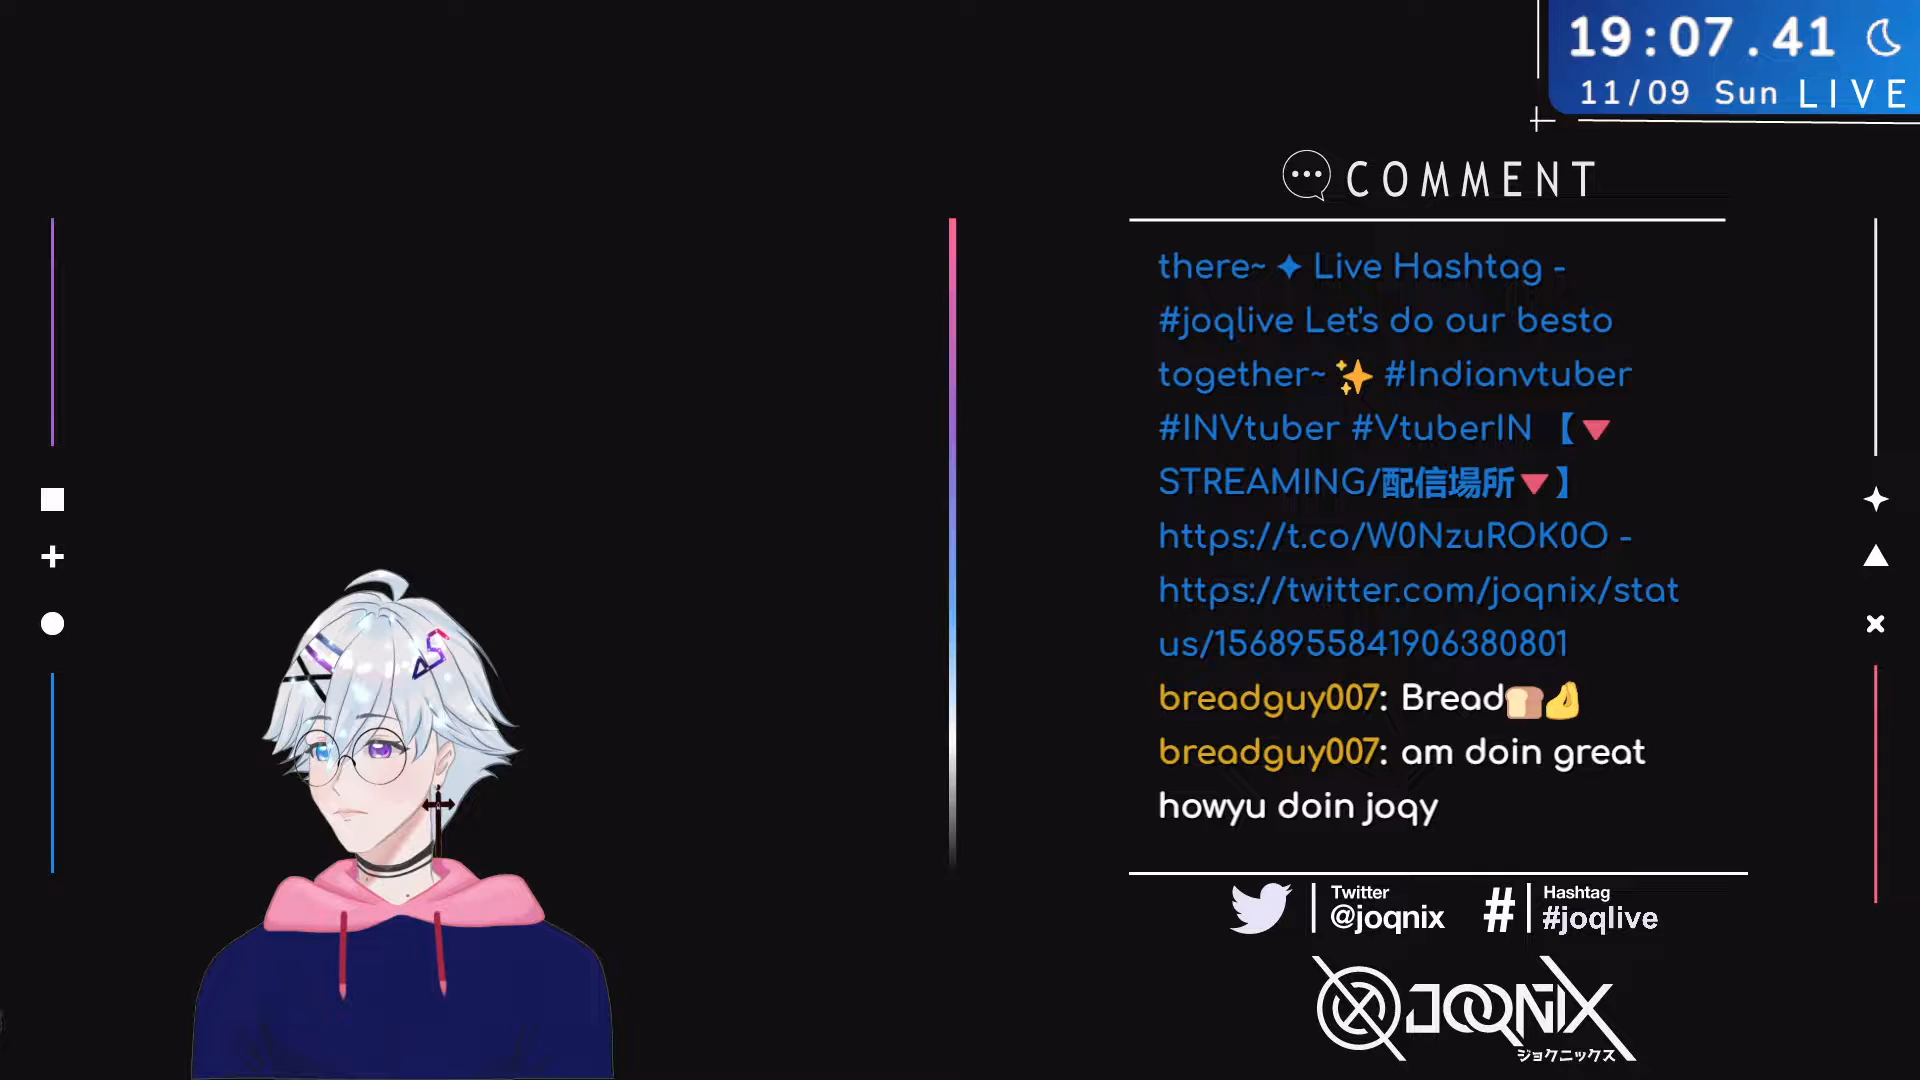 19:07.41
11/09 Sun LIVE
COMMENT
there~ ✦ Live Hashtag -
#joqlive Let's do our besto
together~ ✨ #Indianvtuber
#INVtuber #VtuberIN 【🔻
STREAMING/配信場所🔻】
https://t.co/W0NzuROK0O -
https://twitter.com/joqnix/stat
us/1568955841906380801
breadguy007: Bread🍞🤌
breadguy007: am doin great
howyu doin joqy
Twitter
@joqnix
Hashtag
#joqlive
JOQNIX
ジョクニックス